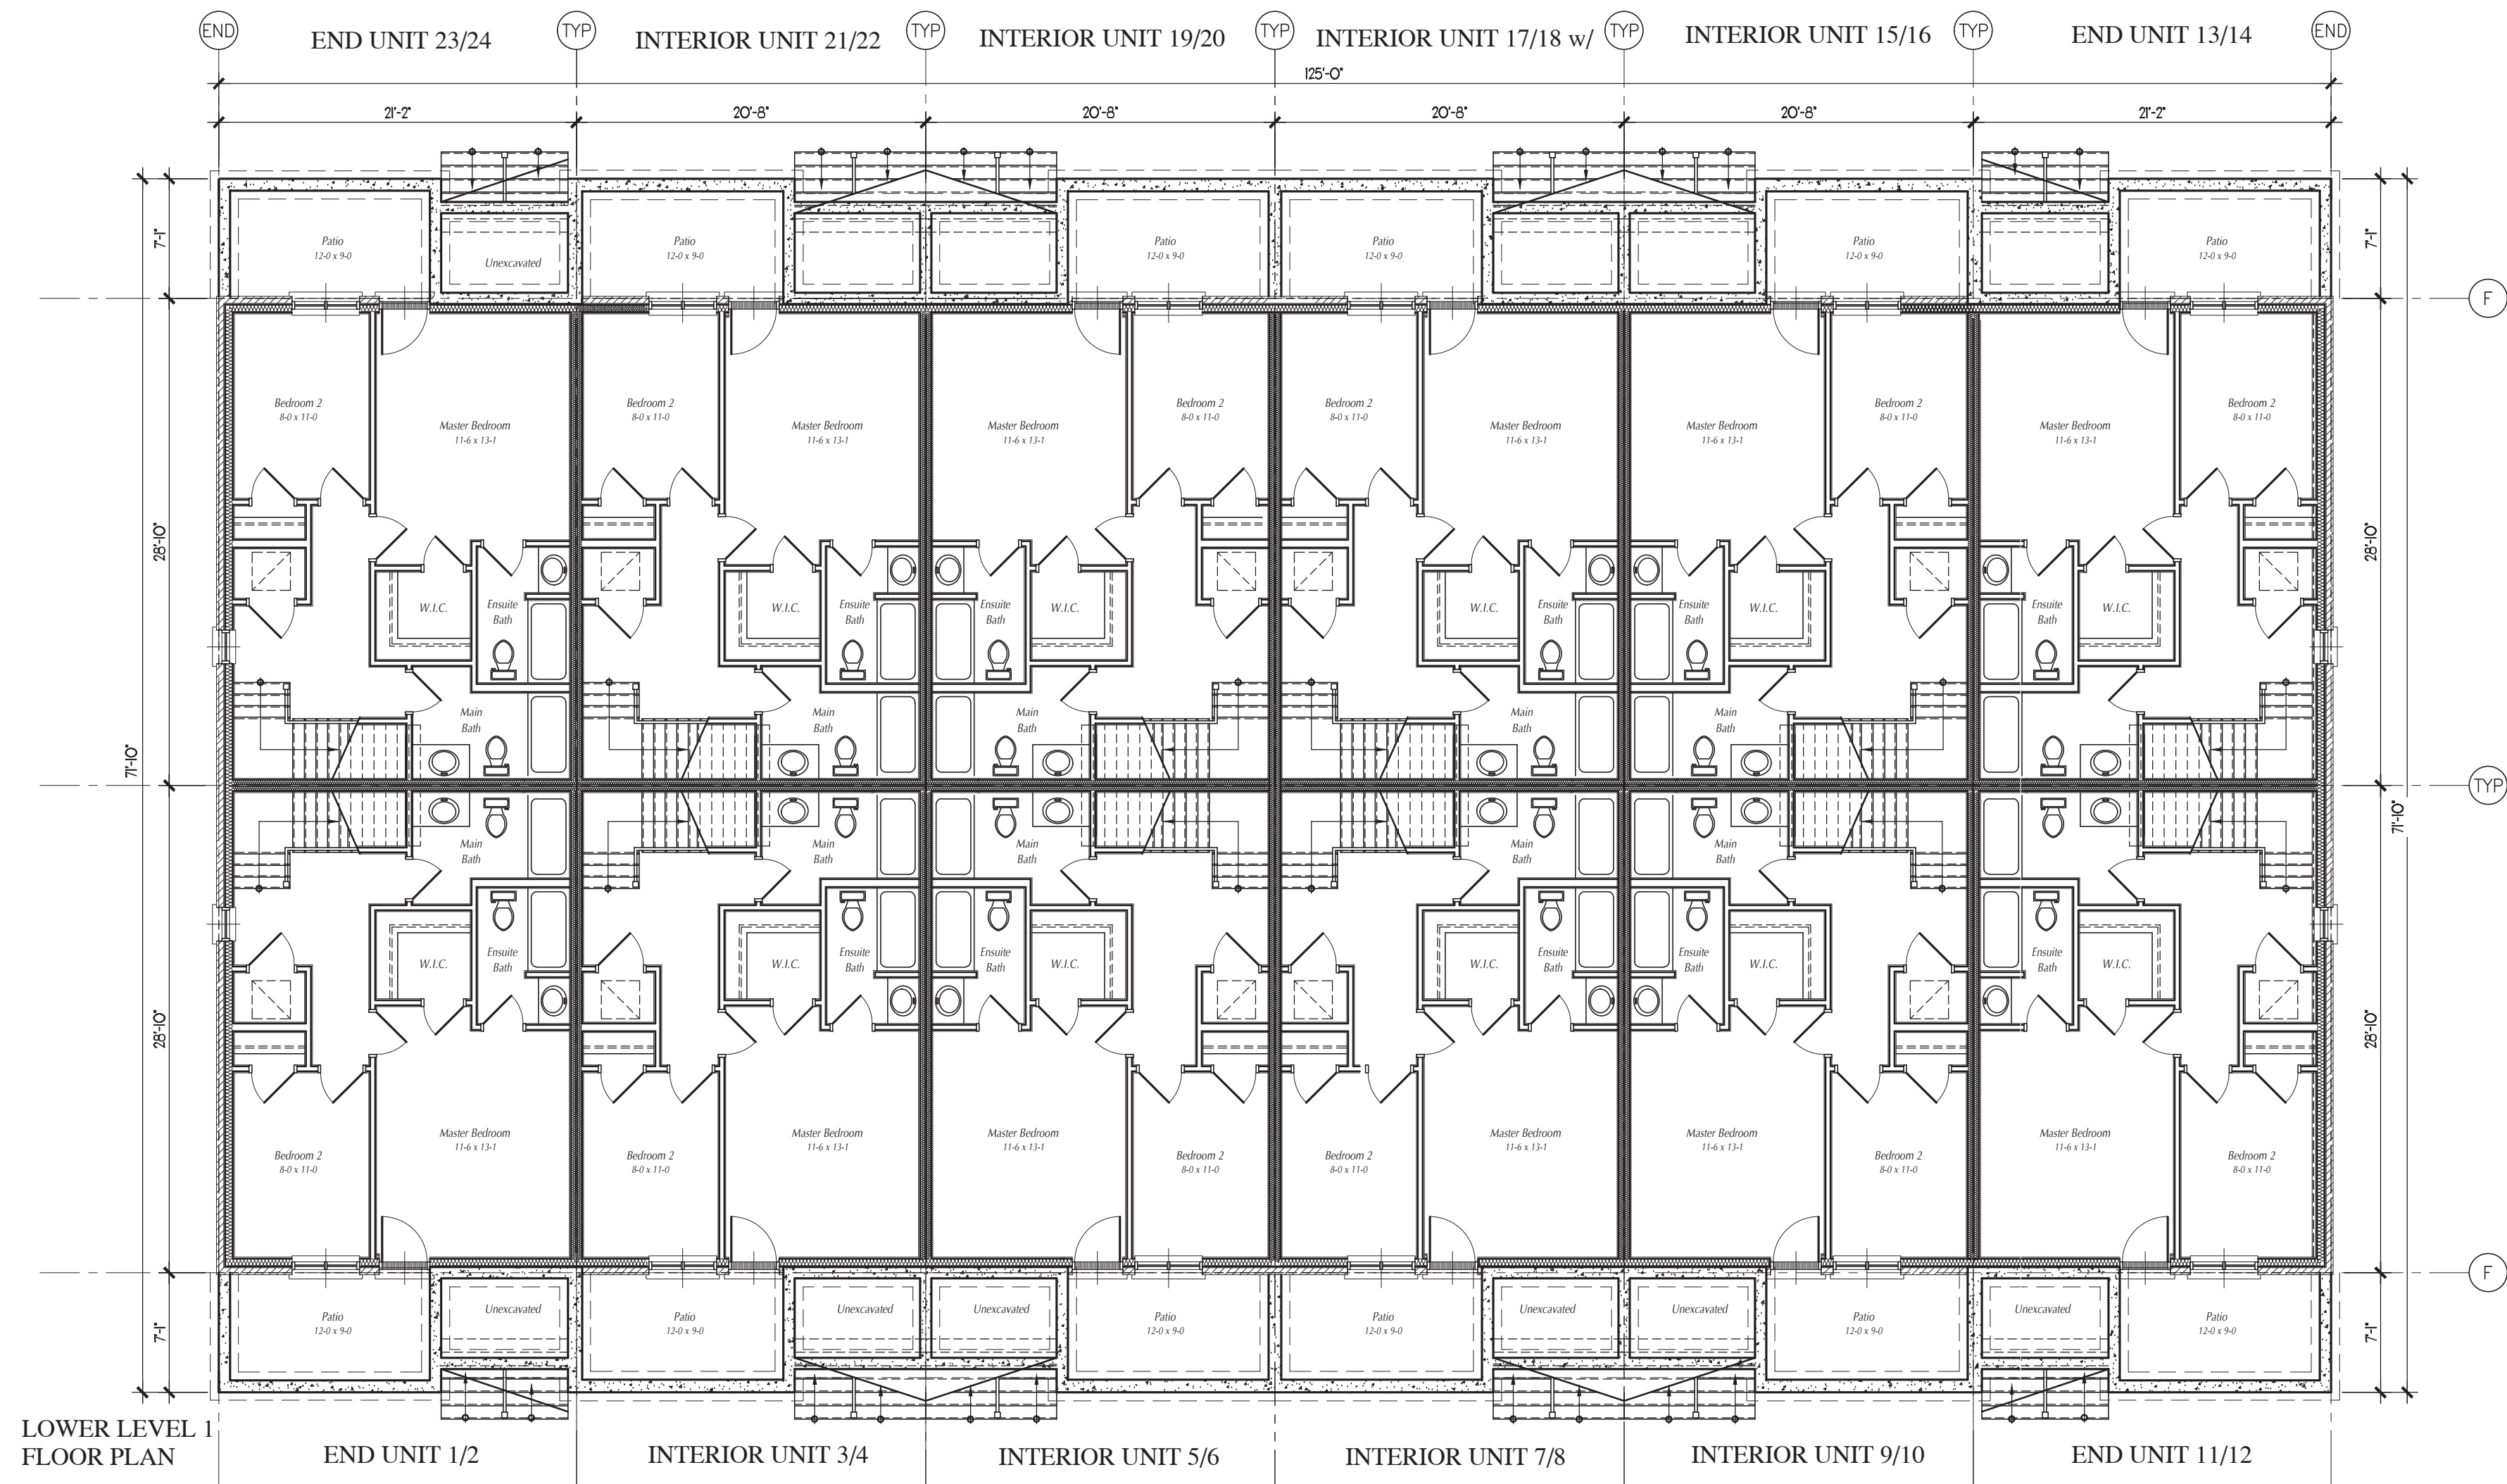 END
END UNIT 23/24
TYP
INTERIOR UNIT 21/22
TYP
INTERIOR UNIT 19/20
TYP
INTERIOR UNIT 17/18 w/
TYP
INTERIOR UNIT 15/16
TYP
END UNIT 13/14
END
125'-0"
21'-2"
20'-8"
20'-8"
20'-8"
20'-8"
21'-2"
7'-1"
Patio
12-0 x 9-0
Unexcavated
Patio
12-0 x 9-0
Patio
12-0 x 9-0
Patio
12-0 x 9-0
Patio
12-0 x 9-0
Patio
12-0 x 9-0
7'-1"
F
Bedroom 2
8-0 x 11-0
Master Bedroom
11-6 x 13-1
Bedroom 2
8-0 x 11-0
Master Bedroom
11-6 x 13-1
Master Bedroom
11-6 x 13-1
Bedroom 2
8-0 x 11-0
Bedroom 2
8-0 x 11-0
Master Bedroom
11-6 x 13-1
Master Bedroom
11-6 x 13-1
Bedroom 2
8-0 x 11-0
Master Bedroom
11-6 x 13-1
Bedroom 2
8-0 x 11-0
28'-10"
28'-10"
W.I.C.
Ensuite
Bath
W.I.C.
Ensuite
Bath
Ensuite
Bath
W.I.C.
W.I.C.
Ensuite
Bath
Ensuite
Bath
W.I.C.
Ensuite
Bath
W.I.C.
Main
Bath
Main
Bath
Main
Bath
Main
Bath
Main
Bath
71'-10"
TYP
71'-10"
Main
Bath
Main
Bath
Main
Bath
Main
Bath
Main
Bath
W.I.C.
Ensuite
Bath
W.I.C.
Ensuite
Bath
Ensuite
Bath
W.I.C.
W.I.C.
Ensuite
Bath
Ensuite
Bath
W.I.C.
Ensuite
Bath
W.I.C.
28'-10"
28'-10"
Bedroom 2
8-0 x 11-0
Master Bedroom
11-6 x 13-1
Bedroom 2
8-0 x 11-0
Master Bedroom
11-6 x 13-1
Master Bedroom
11-6 x 13-1
Bedroom 2
8-0 x 11-0
Bedroom 2
8-0 x 11-0
Master Bedroom
11-6 x 13-1
Master Bedroom
11-6 x 13-1
Bedroom 2
8-0 x 11-0
Master Bedroom
11-6 x 13-1
Bedroom 2
8-0 x 11-0
F
7'-1"
Patio
12-0 x 9-0
Unexcavated
Patio
12-0 x 9-0
Unexcavated
Unexcavated
Patio
12-0 x 9-0
Patio
12-0 x 9-0
Unexcavated
Unexcavated
Patio
12-0 x 9-0
Unexcavated
Patio
12-0 x 9-0
7'-1"
LOWER LEVEL 1
FLOOR PLAN
END UNIT 1/2
INTERIOR UNIT 3/4
INTERIOR UNIT 5/6
INTERIOR UNIT 7/8
INTERIOR UNIT 9/10
END UNIT 11/12